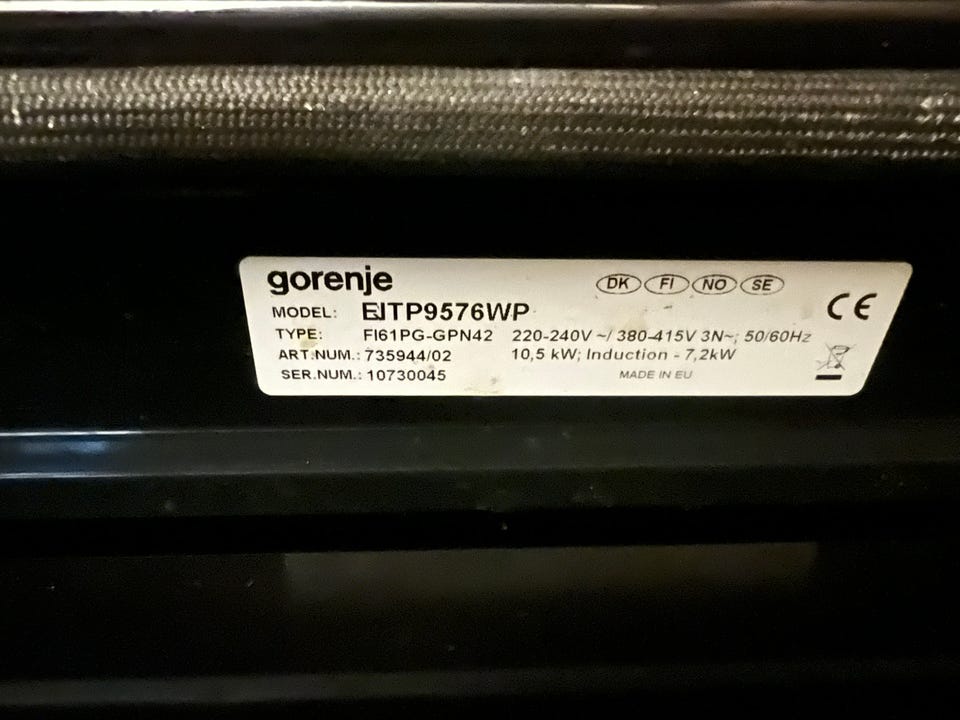 gorenje
DK FI NO SE
MODEL: EITP9576WP
TYPE: FI61PG-GPN42 220-240V ~/ 380-415V 3N~; 50/60Hz
ART.NUM.: 735944/02 10,5 kW; Induction - 7,2kW
SER.NUM.: 10730045 MADE IN EU
CE